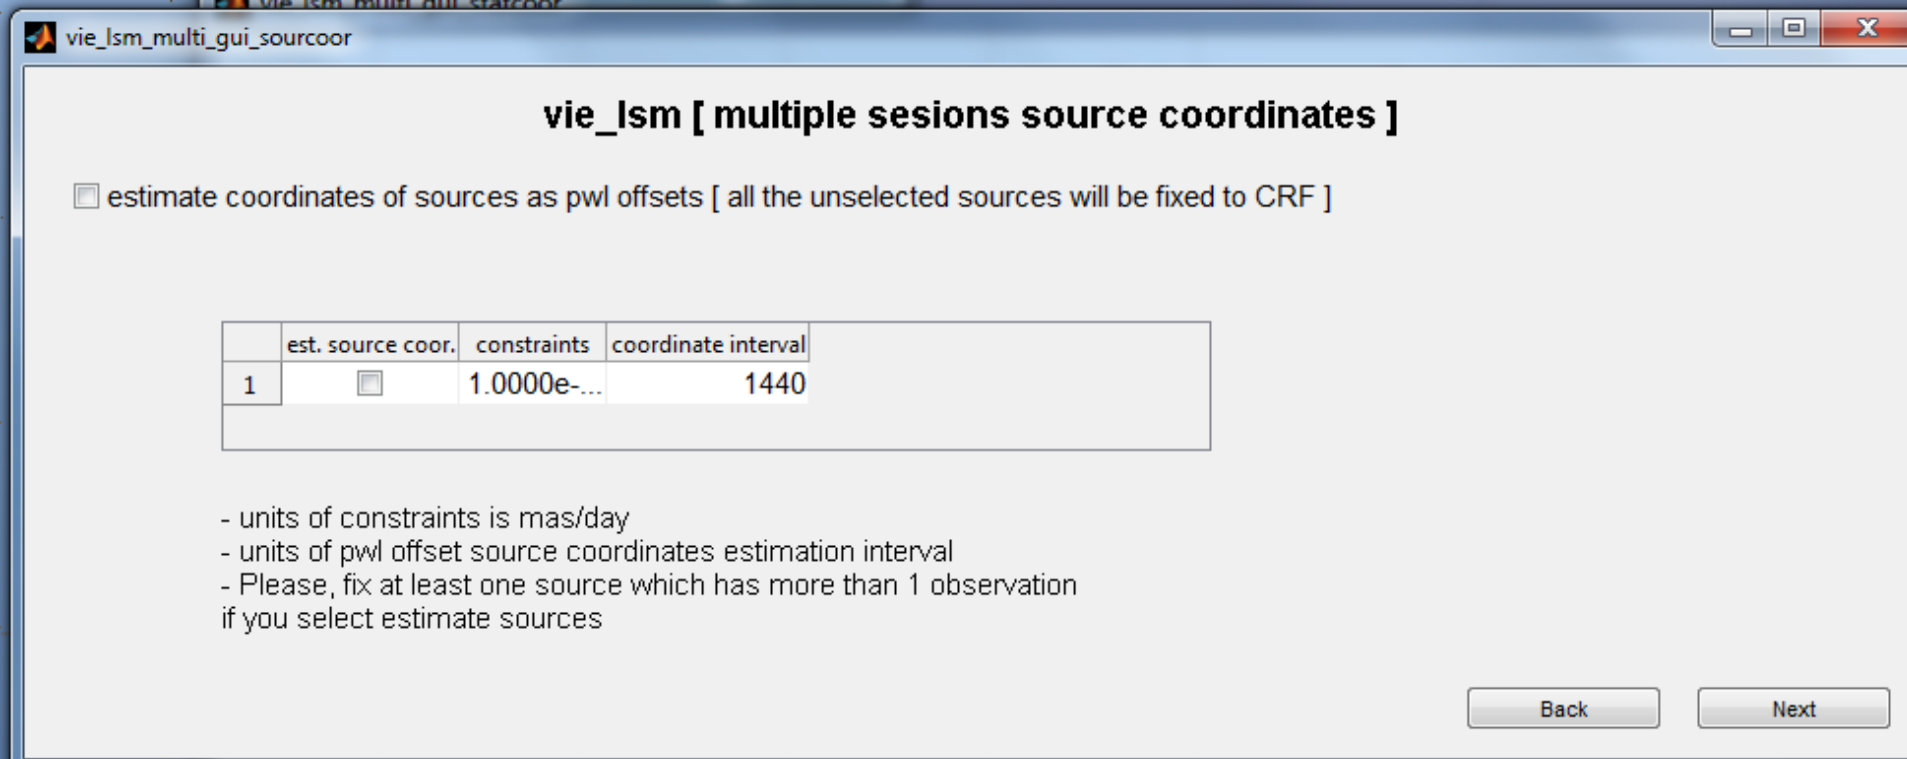 vie_lsm_multi_gui_statcoor
vie_lsm_multi_gui_sourcoor
vie_lsm [ multiple sesions source coordinates ]
estimate coordinates of sources as pwl offsets [ all the unselected sources will be fixed to CRF ]
est. source coor. constraints coordinate interval
1 1.0000e-... 1440
- units of constraints is mas/day
- units of pwl offset source coordinates estimation interval
- Please, fix at least one source which has more than 1 observation
if you select estimate sources
Back Next